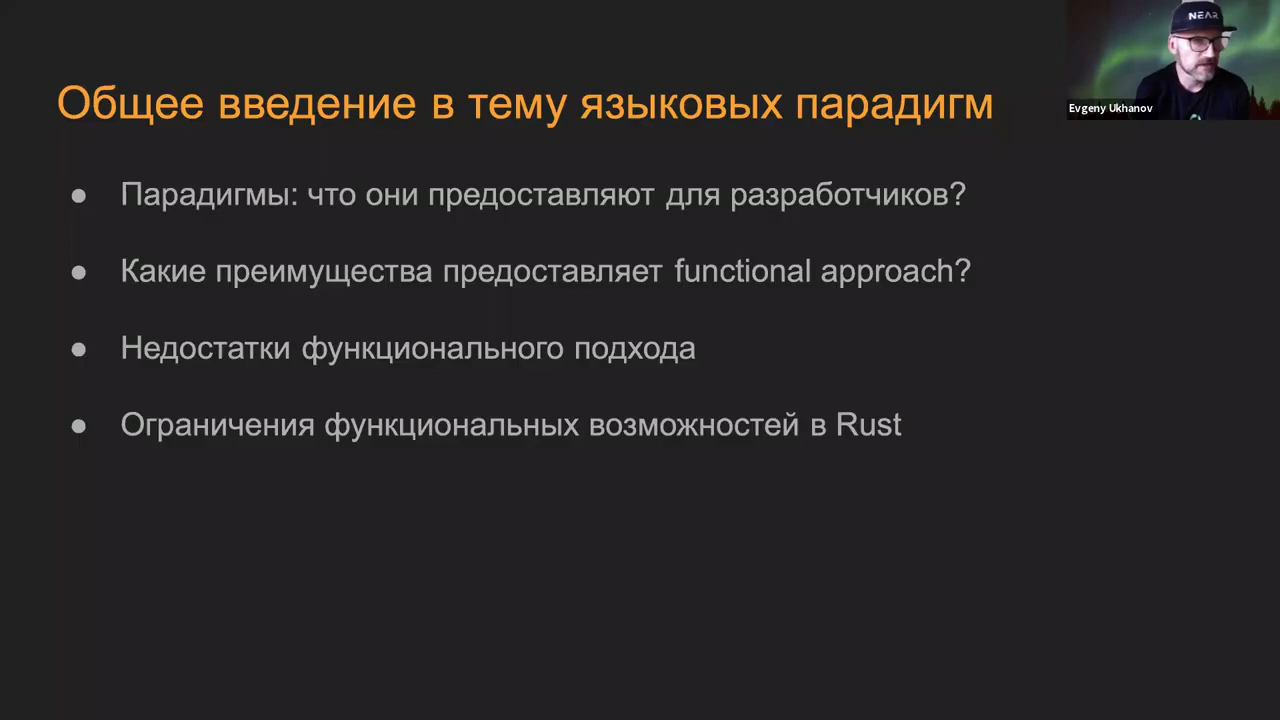 Общее введение в тему языковых парадигм
NEAR
Evgeny Ukhanov
● Парадигмы: что они предоставляют для разработчиков?
● Какие преимущества предоставляет functional approach?
● Недостатки функционального подхода
● Ограничения функциональных возможностей в Rust